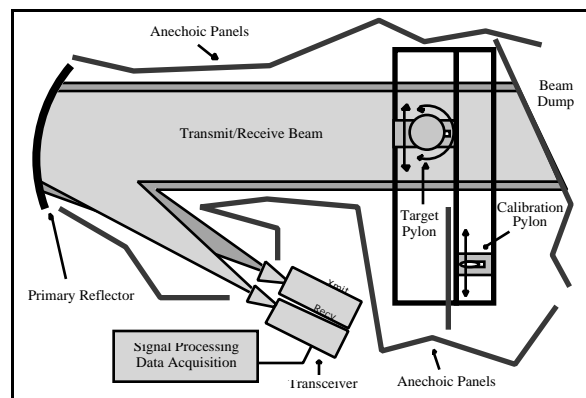 Anechoic Panels
Beam
Dump
Transmit/Receive Beam
Target
Pylon
Calibration
Pylon
Primary Reflector
Xmit
Recv
Signal Processing
Data Acquisition
Transceiver
Anechoic Panels